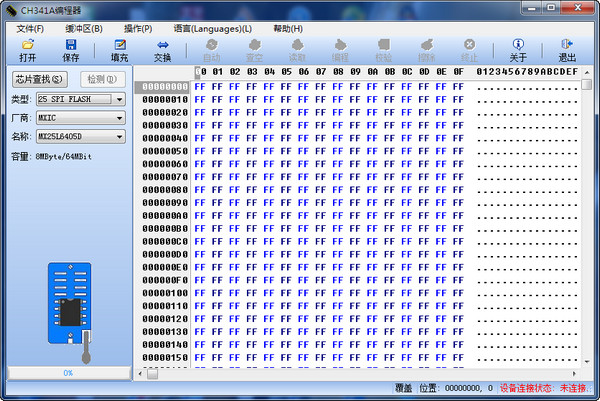 CH341A编程器
文件(F) 缓冲区(B) 操作(P) 语言(Languages)(L) 帮助(H)
打开 保存 填充 交换 自动 查空 读取 编程 校验 擦除 终止 关于 退出
芯片查找(S) 检测(I)
类型: 25 SPI FLASH
厂商: MXIC
名称: MX25L6405D
容量: 8MByte/64MBit
0%
00 01 02 03 04 05 06 07 08 09 0A 0B 0C 0D 0E 0F 0123456789ABCDEF
00000000 FF FF FF FF FF FF FF FF FF FF FF FF FF FF FF FF ................
00000010 FF FF FF FF FF FF FF FF FF FF FF FF FF FF FF FF ................
00000020 FF FF FF FF FF FF FF FF FF FF FF FF FF FF FF FF ................
00000030 FF FF FF FF FF FF FF FF FF FF FF FF FF FF FF FF ................
00000040 FF FF FF FF FF FF FF FF FF FF FF FF FF FF FF FF ................
00000050 FF FF FF FF FF FF FF FF FF FF FF FF FF FF FF FF ................
00000060 FF FF FF FF FF FF FF FF FF FF FF FF FF FF FF FF ................
00000070 FF FF FF FF FF FF FF FF FF FF FF FF FF FF FF FF ................
00000080 FF FF FF FF FF FF FF FF FF FF FF FF FF FF FF FF ................
00000090 FF FF FF FF FF FF FF FF FF FF FF FF FF FF FF FF ................
000000A0 FF FF FF FF FF FF FF FF FF FF FF FF FF FF FF FF ................
000000B0 FF FF FF FF FF FF FF FF FF FF FF FF FF FF FF FF ................
000000C0 FF FF FF FF FF FF FF FF FF FF FF FF FF FF FF FF ................
000000D0 FF FF FF FF FF FF FF FF FF FF FF FF FF FF FF FF ................
000000E0 FF FF FF FF FF FF FF FF FF FF FF FF FF FF FF FF ................
000000F0 FF FF FF FF FF FF FF FF FF FF FF FF FF FF FF FF ................
00000100 FF FF FF FF FF FF FF FF FF FF FF FF FF FF FF FF ................
00000110 FF FF FF FF FF FF FF FF FF FF FF FF FF FF FF FF ................
00000120 FF FF FF FF FF FF FF FF FF FF FF FF FF FF FF FF ................
00000130 FF FF FF FF FF FF FF FF FF FF FF FF FF FF FF FF ................
00000140 FF FF FF FF FF FF FF FF FF FF FF FF FF FF FF FF ................
00000150 FF FF FF FF FF FF FF FF FF FF FF FF FF FF FF FF ................
覆盖 位置: 00000000, 0 设备连接状态: 未连接.